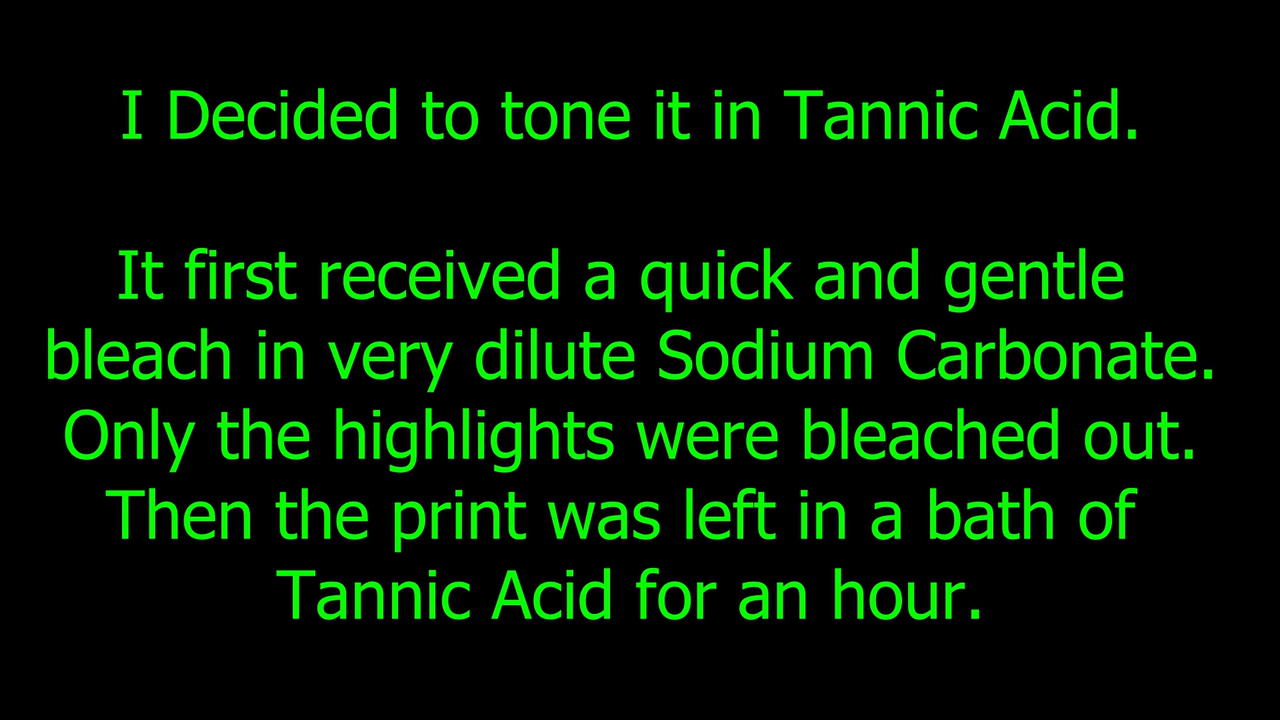 I Decided to tone it in Tannic Acid.
It first received a quick and gentle
bleach in very dilute Sodium Carbonate.
Only the highlights were bleached out.
Then the print was left in a bath of
Tannic Acid for an hour.